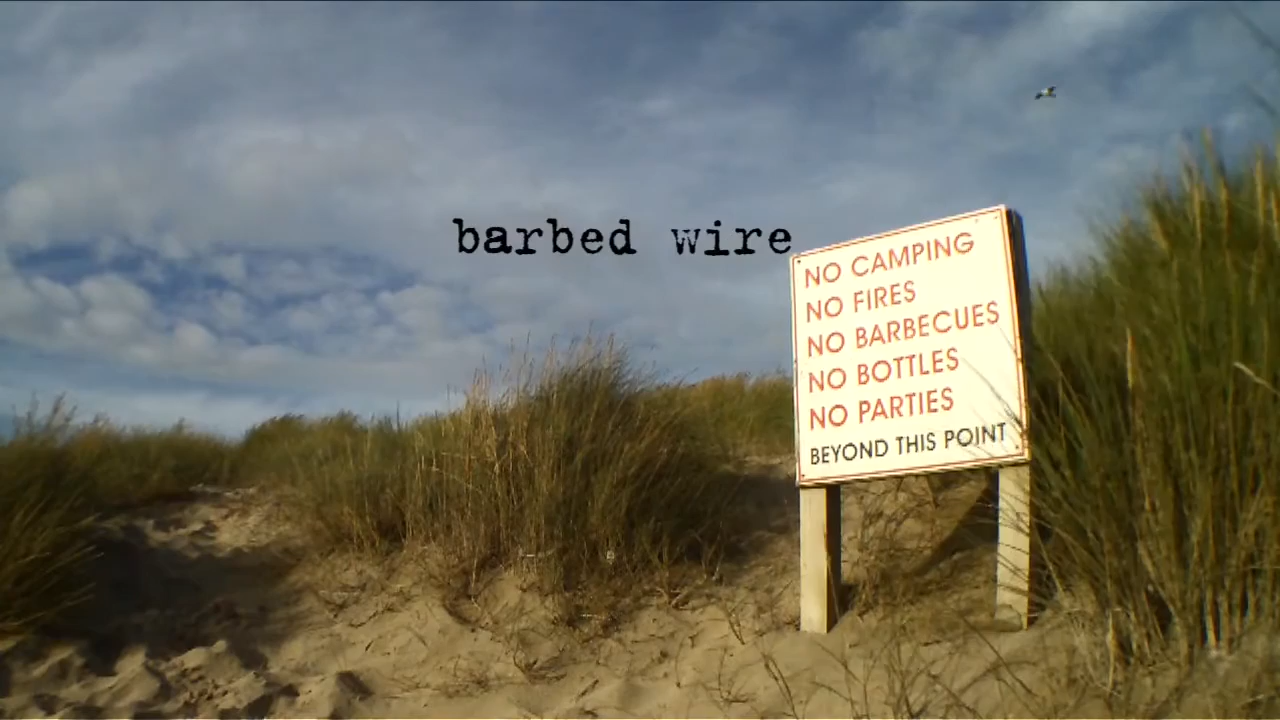 barbed wire
NO CAMPING
NO FIRES
NO BARBECUES
NO BOTTLES
NO PARTIES
BEYOND THIS POINT